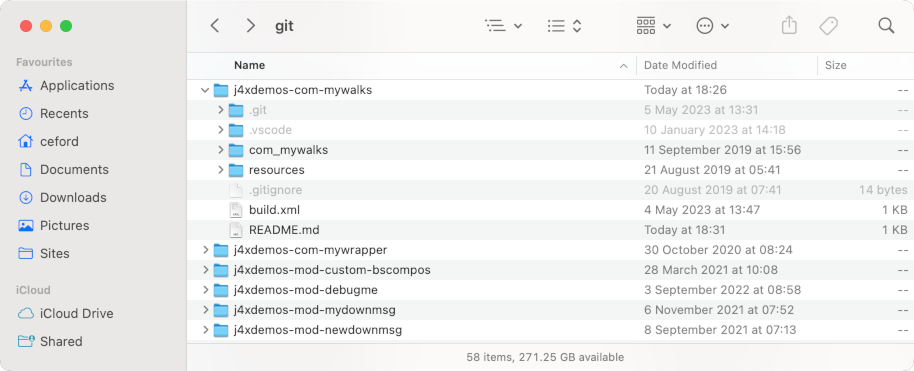 git
Favourites
Applications
Recents
ceford
Documents
Downloads
Pictures
Sites
iCloud
iCloud Drive
Shared
Name Date Modified Size
j4xdemos-com-mywalks Today at 18:26 --
.git 5 May 2023 at 13:31 --
.vscode 10 January 2023 at 14:18 --
com_mywalks 11 September 2019 at 15:56 --
resources 21 August 2019 at 05:41 --
.gitignore 20 August 2019 at 07:41 14 bytes
build.xml 4 May 2023 at 13:47 1 KB
README.md Today at 18:31 1 KB
j4xdemos-com-mywrapper 30 October 2020 at 08:24 --
j4xdemos-mod-custom-bscompos 28 March 2021 at 10:08 --
j4xdemos-mod-debugme 3 September 2022 at 08:58 --
j4xdemos-mod-mydownmsg 6 November 2021 at 07:52 --
j4xdemos-mod-newdownmsg 8 September 2021 at 07:13 --
58 items, 271.25 GB available